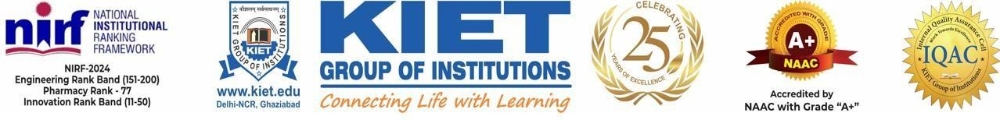 nirf
NATIONAL
INSTITUTIONAL
RANKING
FRAMEWORK
NIRF-2024
Engineering Rank Band (151-200)
Pharmacy Rank - 77
Innovation Rank Band (11-50)
कौशलम् सर्वसाधनम्
KIET GROUP OF INSTITUTIONS
KIET
www.kiet.edu
Delhi-NCR, Ghaziabad
KIET
GROUP OF INSTITUTIONS
Connecting Life with Learning
CELEBRATING
25
YEARS OF EXCELLENCE
ACCREDITED WITH GRADE
A+
NAAC
Accredited by
NAAC with Grade “A+”
Internal Quality Assurance Cell
Work Towards Excellence
IQAC
KIET Group of Institutions